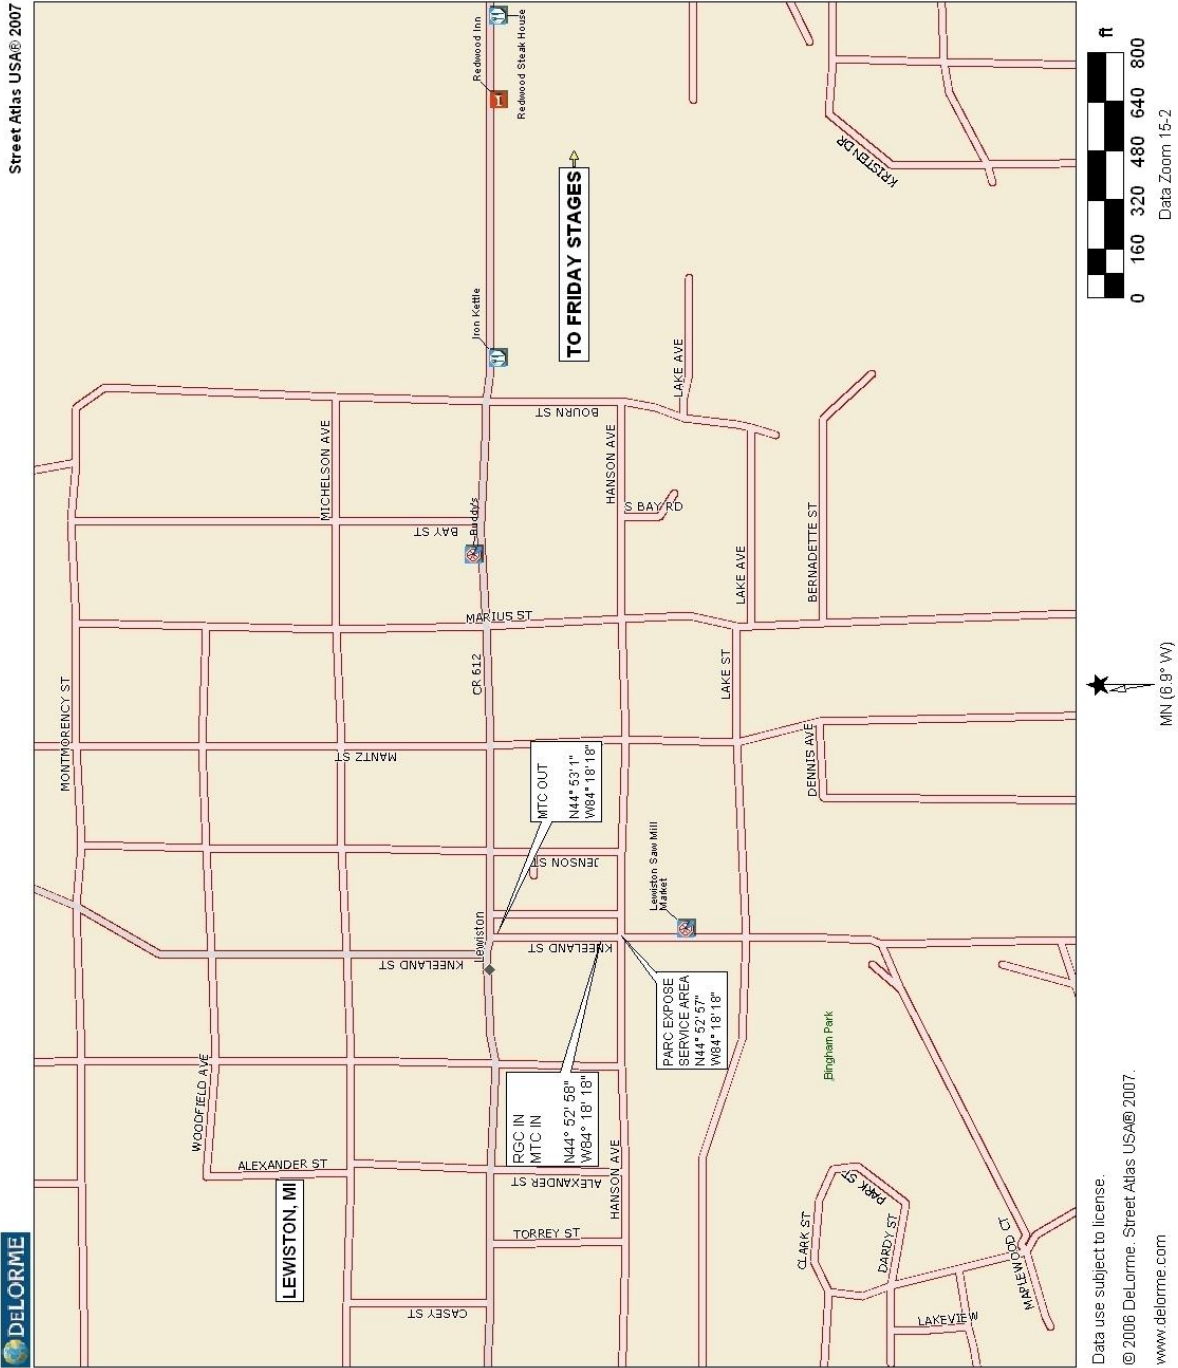 DELORME
Street Atlas USA® 2007
MONTMORENCY ST
WOODFIELD AVE
ALEXANDER ST
LEWISTON, MI
MICHELSON AVE
KNEELAND ST
MANTZ ST
BAY ST
CASEY ST
Lewiston
CR 612
MARIUS ST
Buddy's
Iron Kettle
Redwood Inn
Redwood Steak House
TORREY ST
ALEXANDER ST
RGC IN
MTC IN
N44° 52' 58"
W84° 18' 18"
KNEELAND ST
JENSON ST
MTC OUT
N44° 53'1"
W84° 18'18"
BOURN ST
TO FRIDAY STAGES
HANSON AVE
HANSON AVE
S BAY RD
LAKE AVE
PARC EXPOSE
SERVICE AREA
N44° 52' 57"
W84° 18'18"
Lewiston Saw Mill
Market
LAKE ST
LAKE AVE
CLARK ST
PARK ST
DARDY ST
Bingham Park
DENNIS AVE
BERNADETTE ST
KRISTEN DR
LAKEVIEW
MAPLEWOOD CT
Data use subject to license.
© 2006 DeLorme. Street Atlas USA® 2007.
www.delorme.com
MN (6.9° W)
ft
0 160 320 480 640 800
Data Zoom 15-2